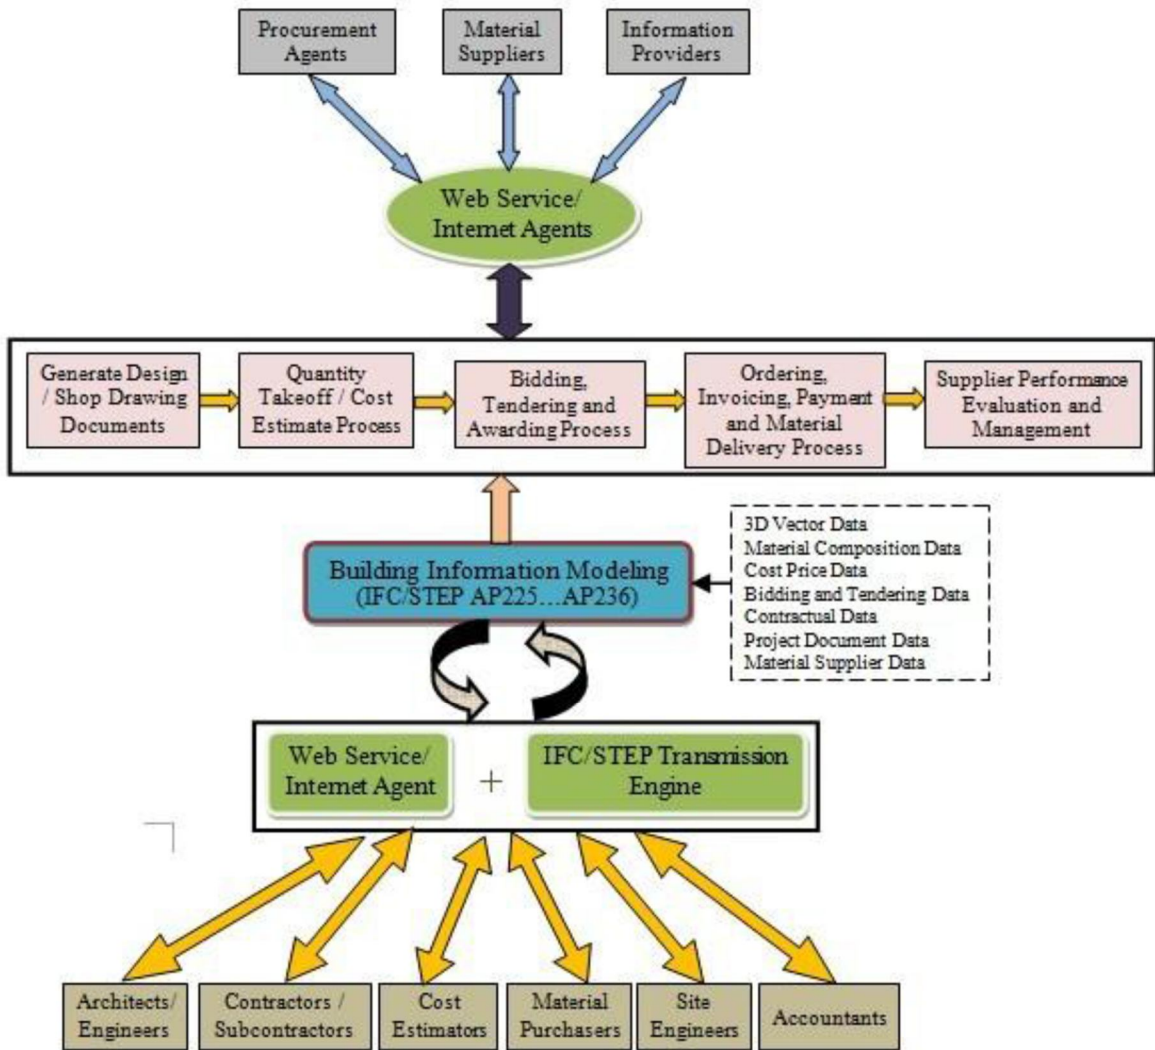 Procurement
Agents
Material
Suppliers
Information
Providers
Web Service/
Internet Agents
Generate Design
/ Shop Drawing
Documents
Quantity
Takeoff / Cost
Estimate Process
Bidding,
Tendering and
Awarding Process
Ordering,
Invoicing, Payment
and Material
Delivery Process
Supplier Performance
Evaluation and
Management
3D Vector Data
Material Composition Data
Cost Price Data
Bidding and Tendering Data
Contractual Data
Project Document Data
Material Supplier Data
Building Information Modeling
(IFC/STEP AP225...AP236)
Web Service/
Internet Agent
+
IFC/STEP Transmission
Engine
Architects/
Engineers
Contractors /
Subcontractors
Cost
Estimators
Material
Purchasers
Site
Engineers
Accountants